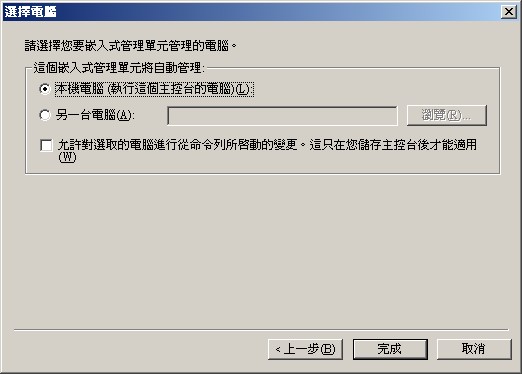 選擇電腦
請選擇您要嵌入式管理單元管理的電腦。
這個嵌入式管理單元將自動管理:
本機電腦 (執行這個主控台的電腦)(L):
另一台電腦(A):
瀏覽(R)...
允許對選取的電腦進行從命令列所啓動的變更。這只在您儲存主控台後才能適用
(W)
<上一步(B)
完成
取消